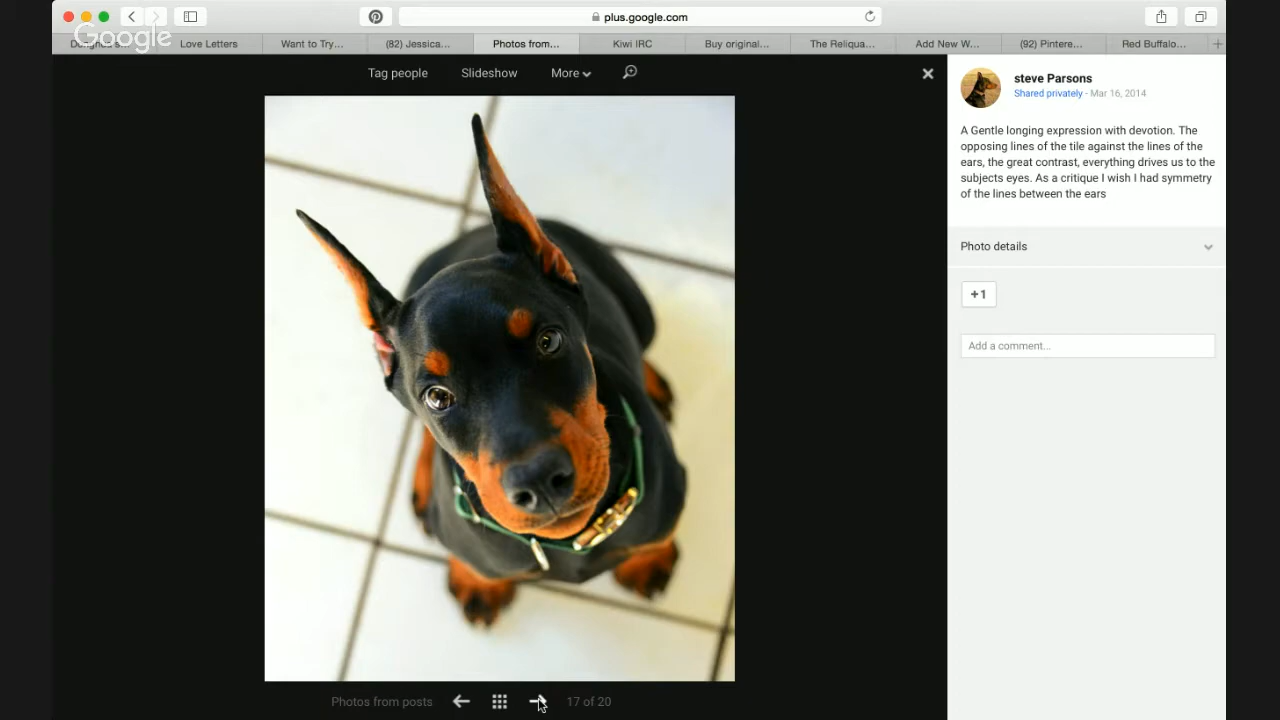 plus.google.com
Google
Love Letters
Want to Try...
(82) Jessica...
Photos from...
Kiwi IRC
Buy original...
The Reliqua...
Add New W...
(92) Pintere...
Red Buffalo...
Tag people
Slideshow
More
steve Parsons
Shared privately - Mar 16, 2014
A Gentle longing expression with devotion. The
opposing lines of the tile against the lines of the
ears, the great contrast, everything drives us to the
subjects eyes. As a critique I wish I had symmetry
of the lines between the ears
Photo details
+1
Add a comment...
Photos from posts
17 of 20